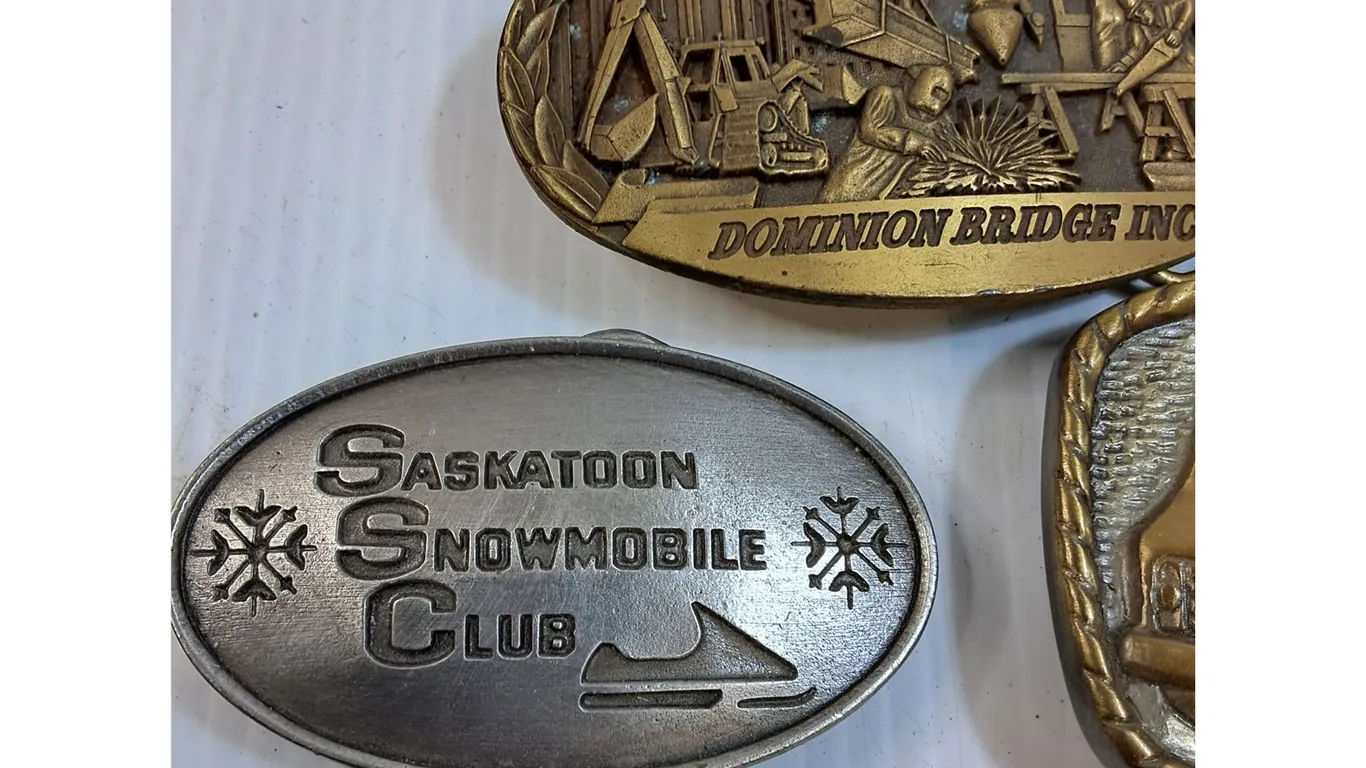 DOMINION BRIDGE INC
SASKATOON
SNOWMOBILE
CLUB